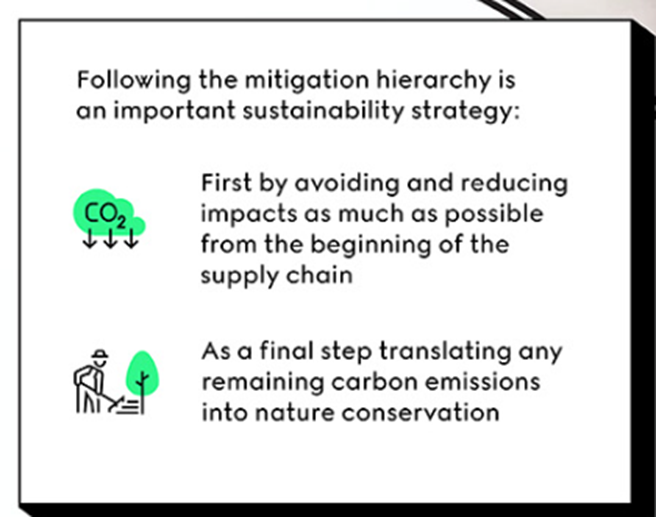 Following the mitigation hierarchy is
an important sustainability strategy:
CO₂
First by avoiding and reducing
impacts as much as possible
from the beginning of the
supply chain
As a final step translating any
remaining carbon emissions
into nature conservation